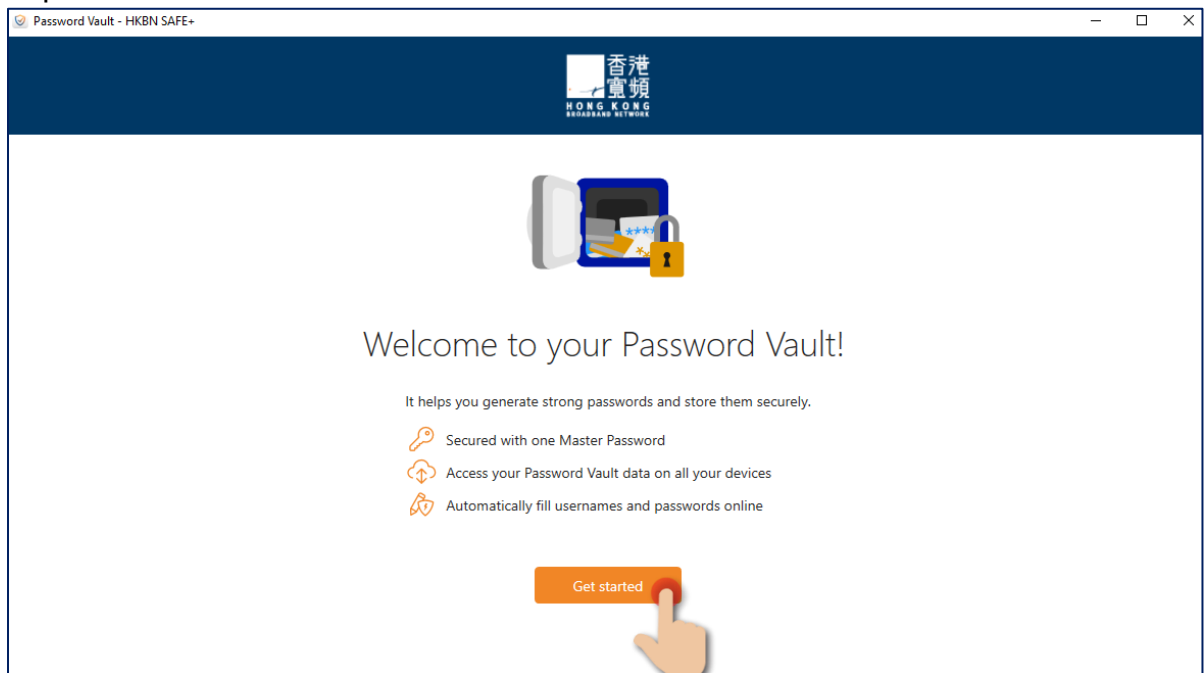 Password Vault - HKBN SAFE+
香港
寬頻
HONG KONG
BROADBAND NETWORK
****
Welcome to your Password Vault!
It helps you generate strong passwords and store them securely.
Secured with one Master Password
Access your Password Vault data on all your devices
Automatically fill usernames and passwords online
Get started